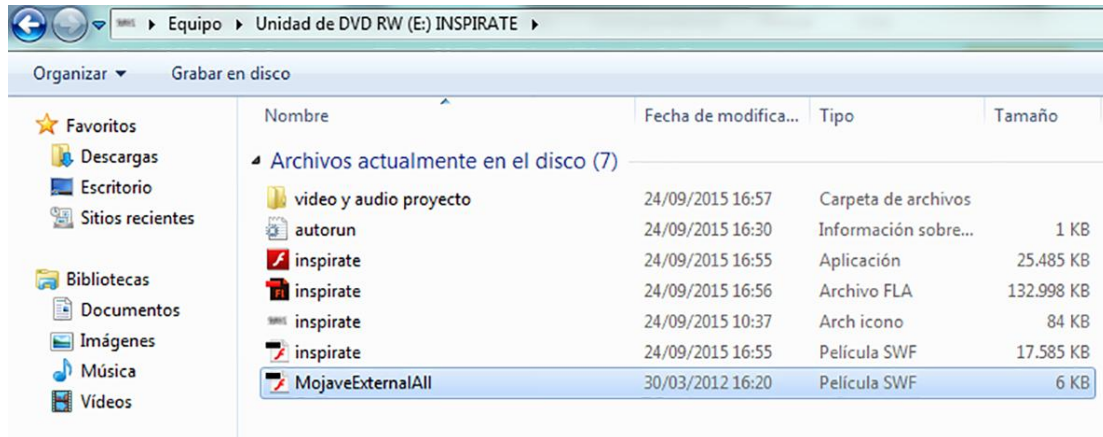 Equipo Unidad de DVD RW (E:) INSPIRATE
Organizar Grabar en disco
Favoritos
Descargas
Escritorio
Sitios recientes
Bibliotecas
Documentos
Imágenes
Música
Vídeos
Nombre Fecha de modifica... Tipo Tamaño
Archivos actualmente en el disco (7)
video y audio proyecto 24/09/2015 16:57 Carpeta de archivos
autorun 24/09/2015 16:30 Información sobre... 1 KB
inspirate 24/09/2015 16:55 Aplicación 25.485 KB
inspirate 24/09/2015 16:56 Archivo FLA 132.998 KB
inspirate 24/09/2015 10:37 Arch icono 84 KB
inspirate 24/09/2015 16:55 Película SWF 17.585 KB
MojaveExternalAll 30/03/2012 16:20 Película SWF 6 KB